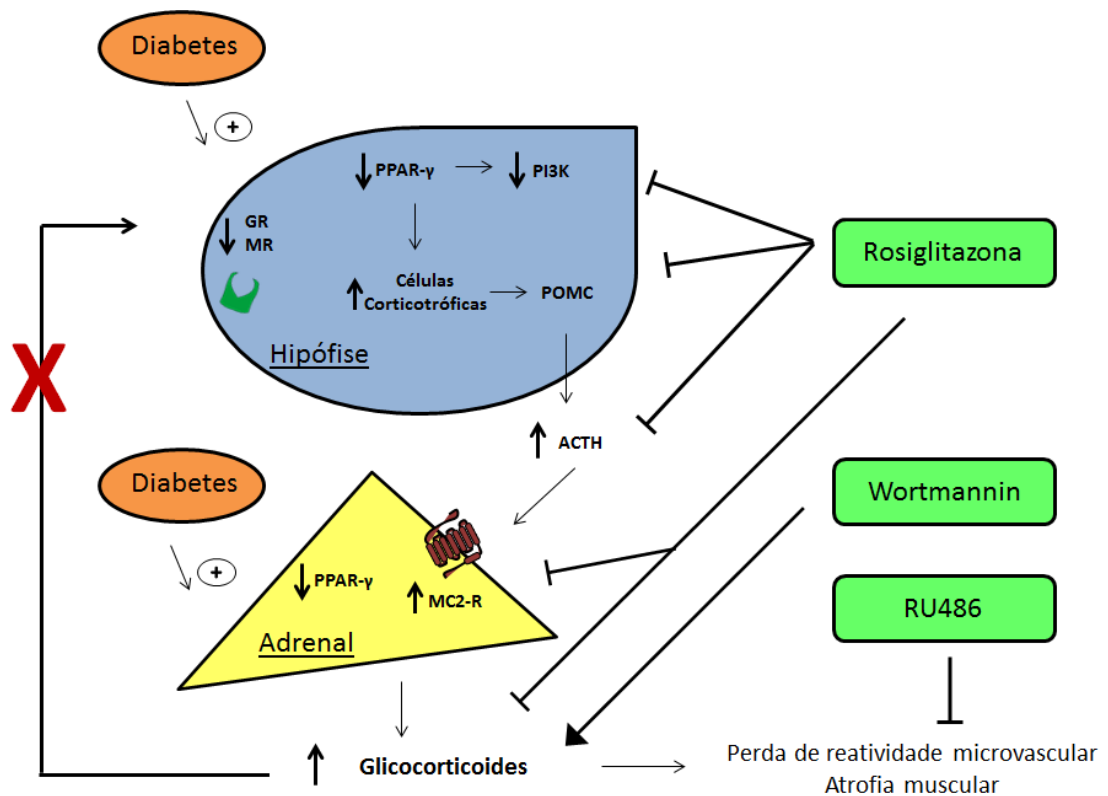 Diabetes
+
PPAR-γ
PI3K
GR
MR
Células
Corticotróficas
POMC
Hipófise
Rosiglitazona
X
ACTH
Diabetes
+
Wortmannin
PPAR-γ
MC2-R
RU486
Adrenal
Glicocorticoides
Perda de reatividade microvascular
Atrofia muscular